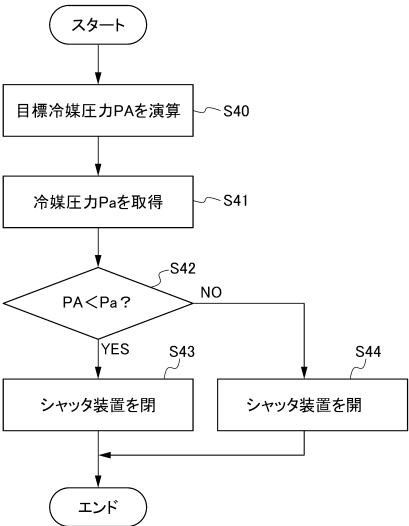 スタート
目標冷媒圧力PAを演算
S40
冷媒圧力Paを取得
S41
S42
PA<Pa?
NO
YES
S43
S44
シャッタ装置を閉
シャッタ装置を開
エンド